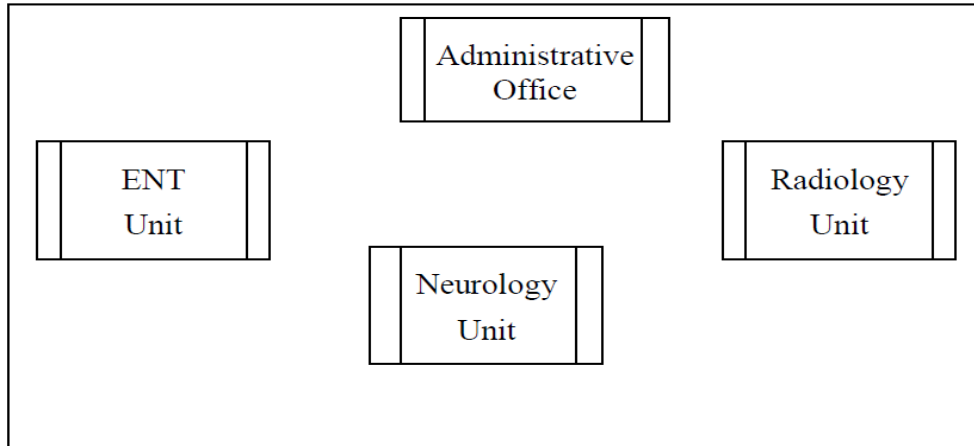 Administrative
Office
ENT
Unit
Radiology
Unit
Neurology
Unit